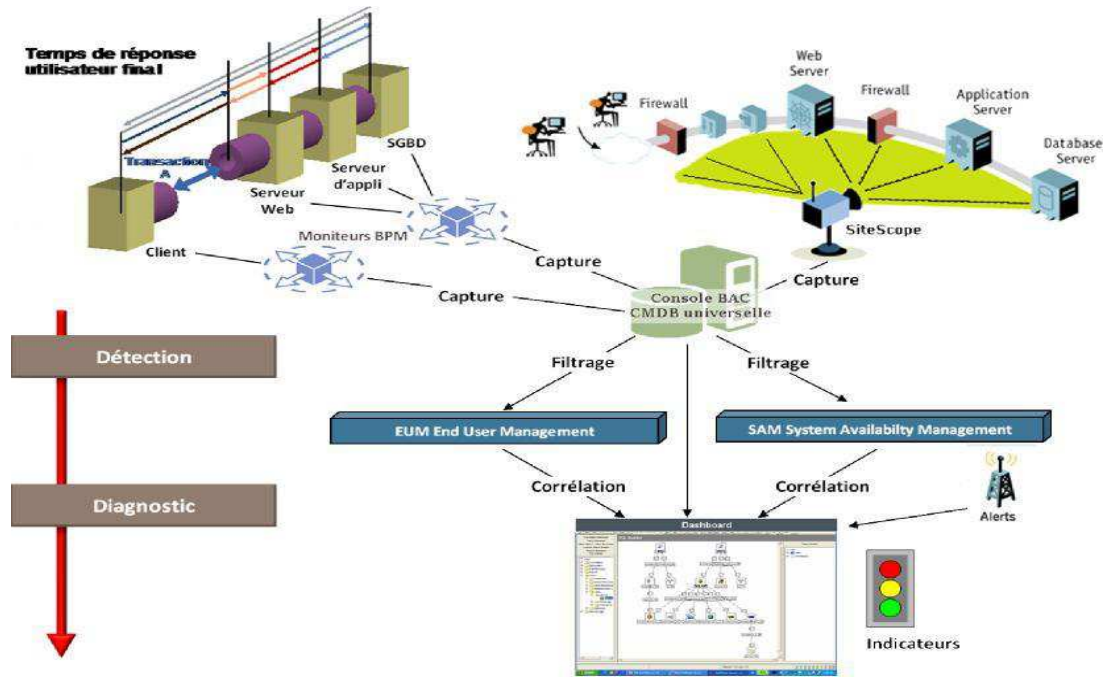 Temps de réponse
utilisateur final
Transaction
A
Client
Serveur
Web
Serveur
d'appli
SGBD
Moniteurs BPM
Capture
Capture
Web
Server
Firewall
Firewall
Application
Server
Database
Server
SiteScope
Capture
Console BAC
CMDB universelle
Détection
Filtrage
Filtrage
EUM End User Management
SAM System Availabilty Management
Diagnostic
Corrélation
Corrélation
Alerts
Dashboard
Indicateurs